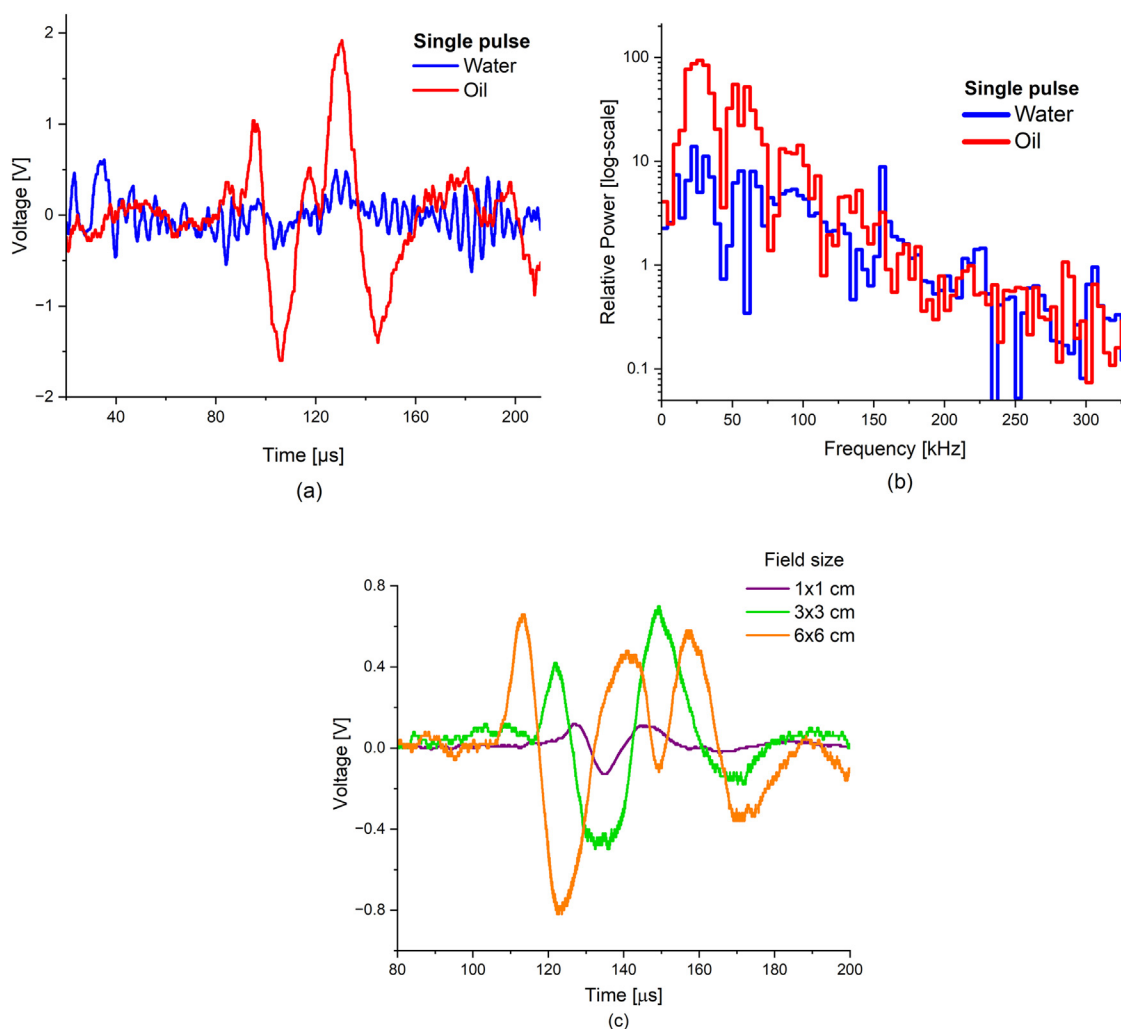 Single pulse
Water
Oil
2
1
0
−1
−2
Voltage [V]
40
80
120
160
200
Time [µs]
(a)
Single pulse
Water
Oil
100
10
1
0.1
Relative Power [log-scale]
0
50
100
150
200
250
300
Frequency [kHz]
(b)
Field size
1x1 cm
3x3 cm
6x6 cm
0.8
0.4
0.0
−0.4
−0.8
Voltage [V]
80
100
120
140
160
180
200
Time [µs]
(c)